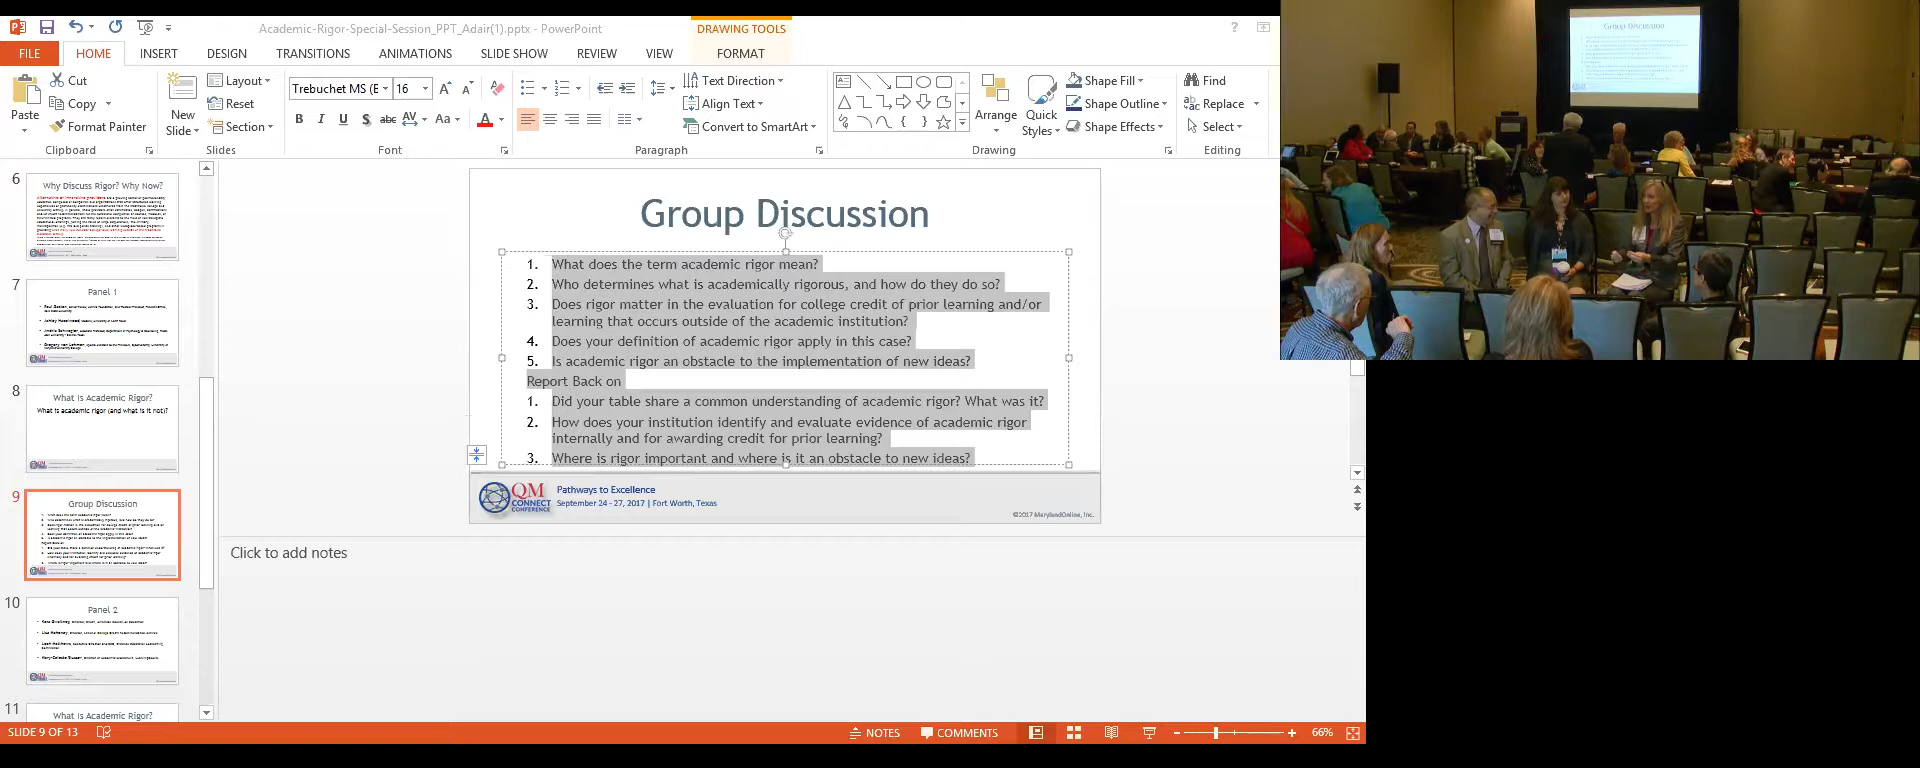 Academic-Rigor-Special-Session_PPT_Adair(1).pptx - PowerPoint
DRAWING TOOLS
FILE
HOME
INSERT
DESIGN
TRANSITIONS
ANIMATIONS
SLIDE SHOW
REVIEW
VIEW
FORMAT
Paste
Cut
Copy
Format Painter
Clipboard
New
Slide
Layout
Reset
Section
Slides
Trebuchet MS (E
16
Font
Text Direction
Align Text
Convert to SmartArt
Paragraph
Arrange
Quick
Styles
Shape Fill
Shape Outline
Shape Effects
Drawing
Find
Replace
Select
Editing
6
Why Discuss Rigor? Why Now?
7
Panel 1
8
What Is Academic Rigor?
What is academic rigor (and what is it not)?
9
Group Discussion
10
Panel 2
11
What Is Academic Rigor?
Group Discussion
1. What does the term academic rigor mean?
2. Who determines what is academically rigorous, and how do they do so?
3. Does rigor matter in the evaluation for college credit of prior learning and/or
learning that occurs outside of the academic institution?
4. Does your definition of academic rigor apply in this case?
5. Is academic rigor an obstacle to the implementation of new ideas?
Report Back on
1. Did your table share a common understanding of academic rigor? What was it?
2. How does your institution identify and evaluate evidence of academic rigor
internally and for awarding credit for prior learning?
3. Where is rigor important and where is it an obstacle to new ideas?
QM
CONNECT
CONFERENCE
Pathways to Excellence
September 24 - 27, 2017 | Fort Worth, Texas
©2017 MarylandOnline, Inc.
Click to add notes
SLIDE 9 OF 13
NOTES
COMMENTS
66%
Group Discussion